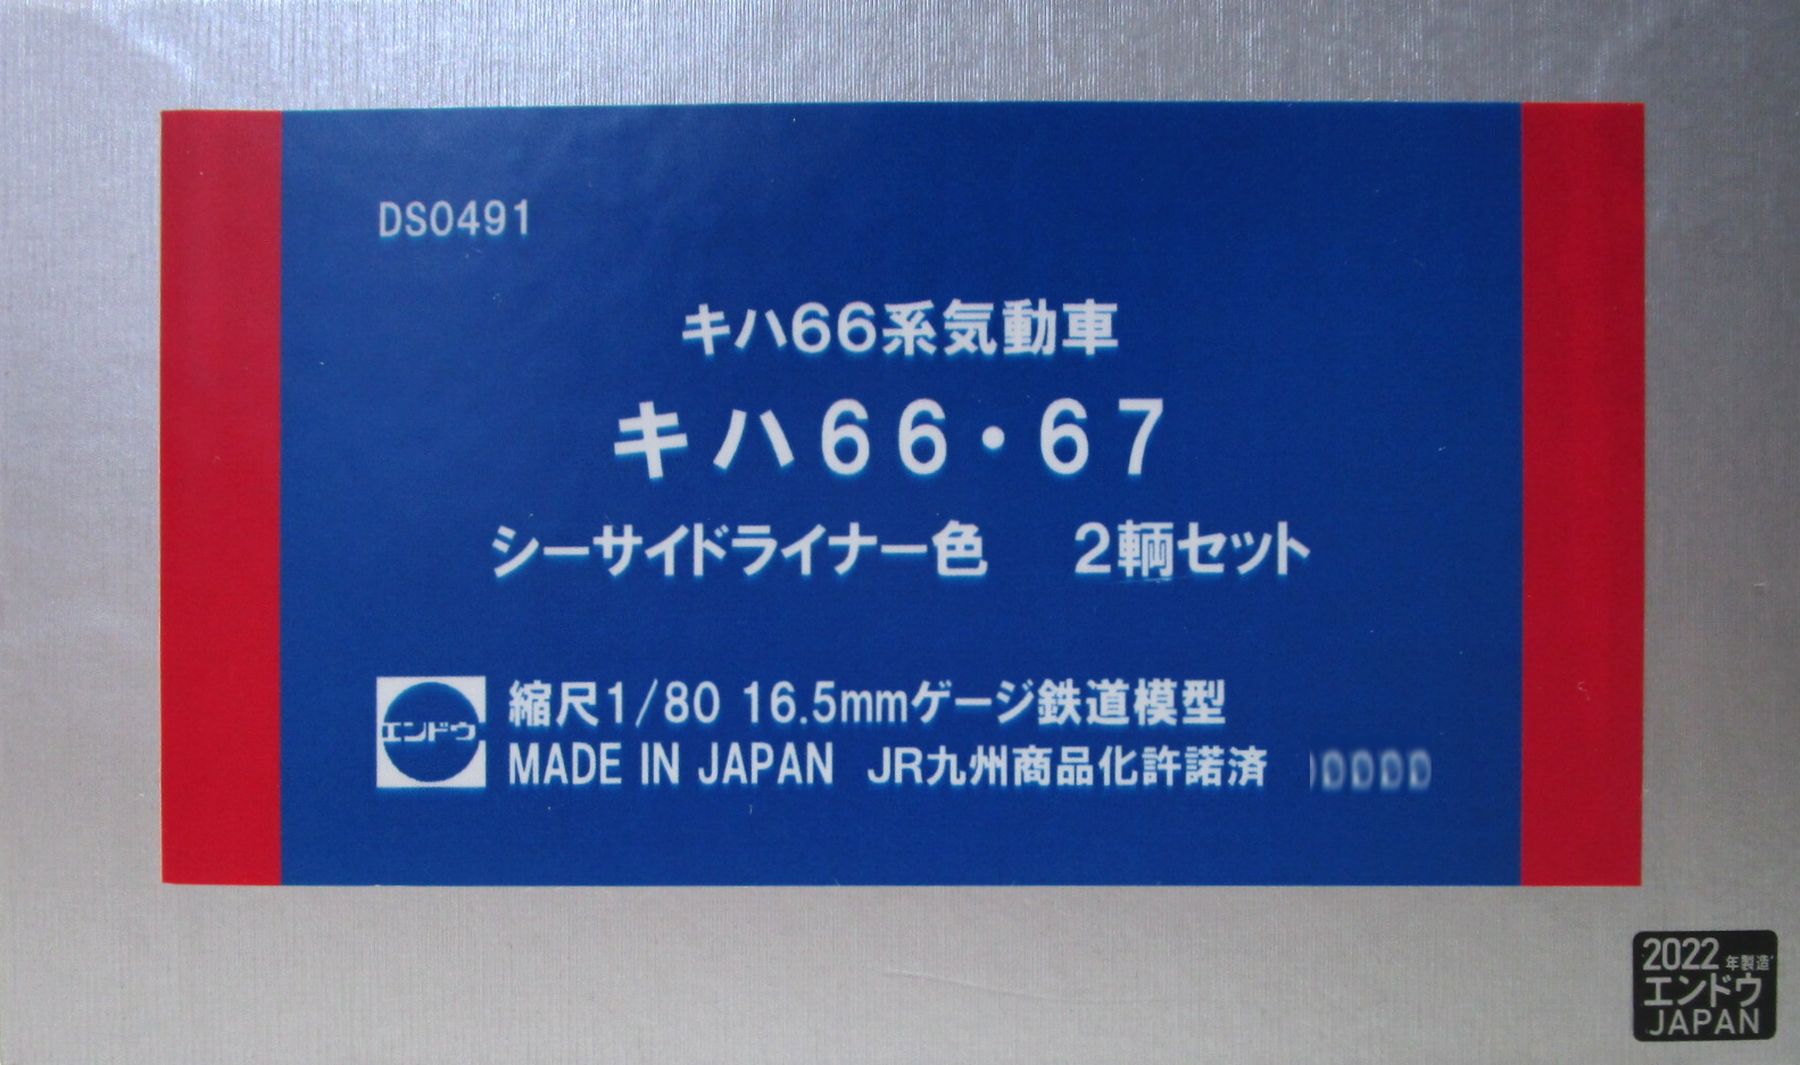 DS0491
キハ66系気動車
キハ66・67
シーサイドライナー色 2輌セット
エンドウ
縮尺1/80 16.5mmゲージ鉄道模型
MADE IN JAPAN JR九州商品化許諾済
2022年製造
エンドウ
JAPAN